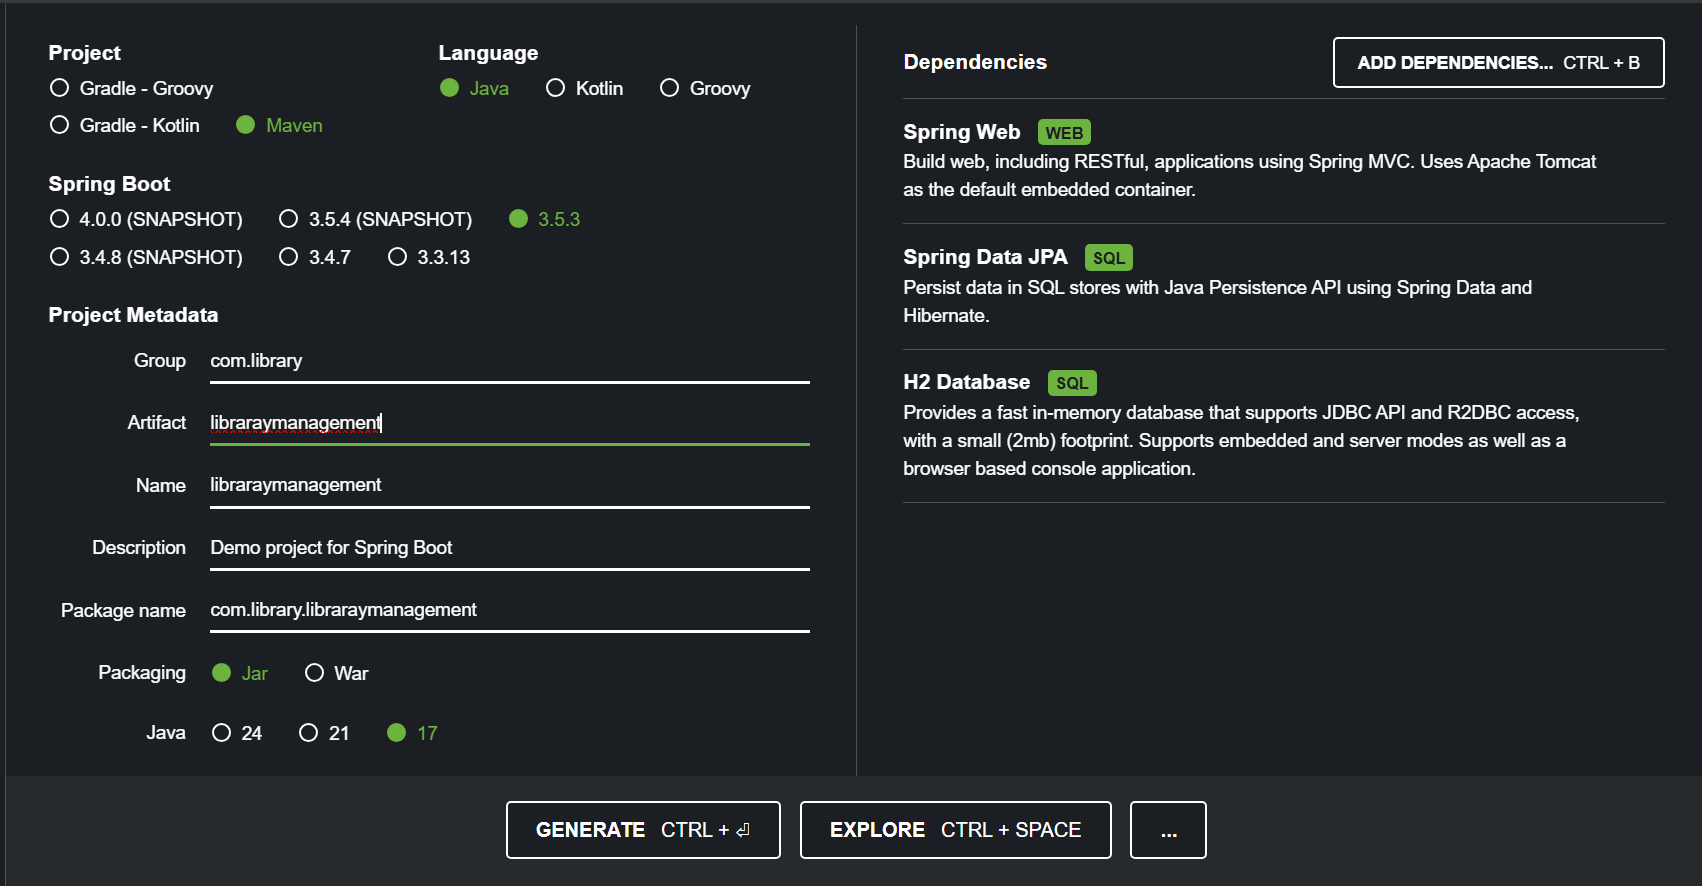 Project
Gradle - Groovy
Gradle - Kotlin Maven
Language
Java Kotlin Groovy
Spring Boot
4.0.0 (SNAPSHOT) 3.5.4 (SNAPSHOT) 3.5.3
3.4.8 (SNAPSHOT) 3.4.7 3.3.13
Project Metadata
Group com.library
Artifact libraraymanagement
Name libraraymanagement
Description Demo project for Spring Boot
Package name com.library.libraraymanagement
Packaging Jar War
Java 24 21 17
Dependencies ADD DEPENDENCIES... CTRL + B
Spring Web WEB
Build web, including RESTful, applications using Spring MVC. Uses Apache Tomcat
as the default embedded container.
Spring Data JPA SQL
Persist data in SQL stores with Java Persistence API using Spring Data and
Hibernate.
H2 Database SQL
Provides a fast in-memory database that supports JDBC API and R2DBC access,
with a small (2mb) footprint. Supports embedded and server modes as well as a
browser based console application.
GENERATE CTRL + ⏎ EXPLORE CTRL + SPACE ...